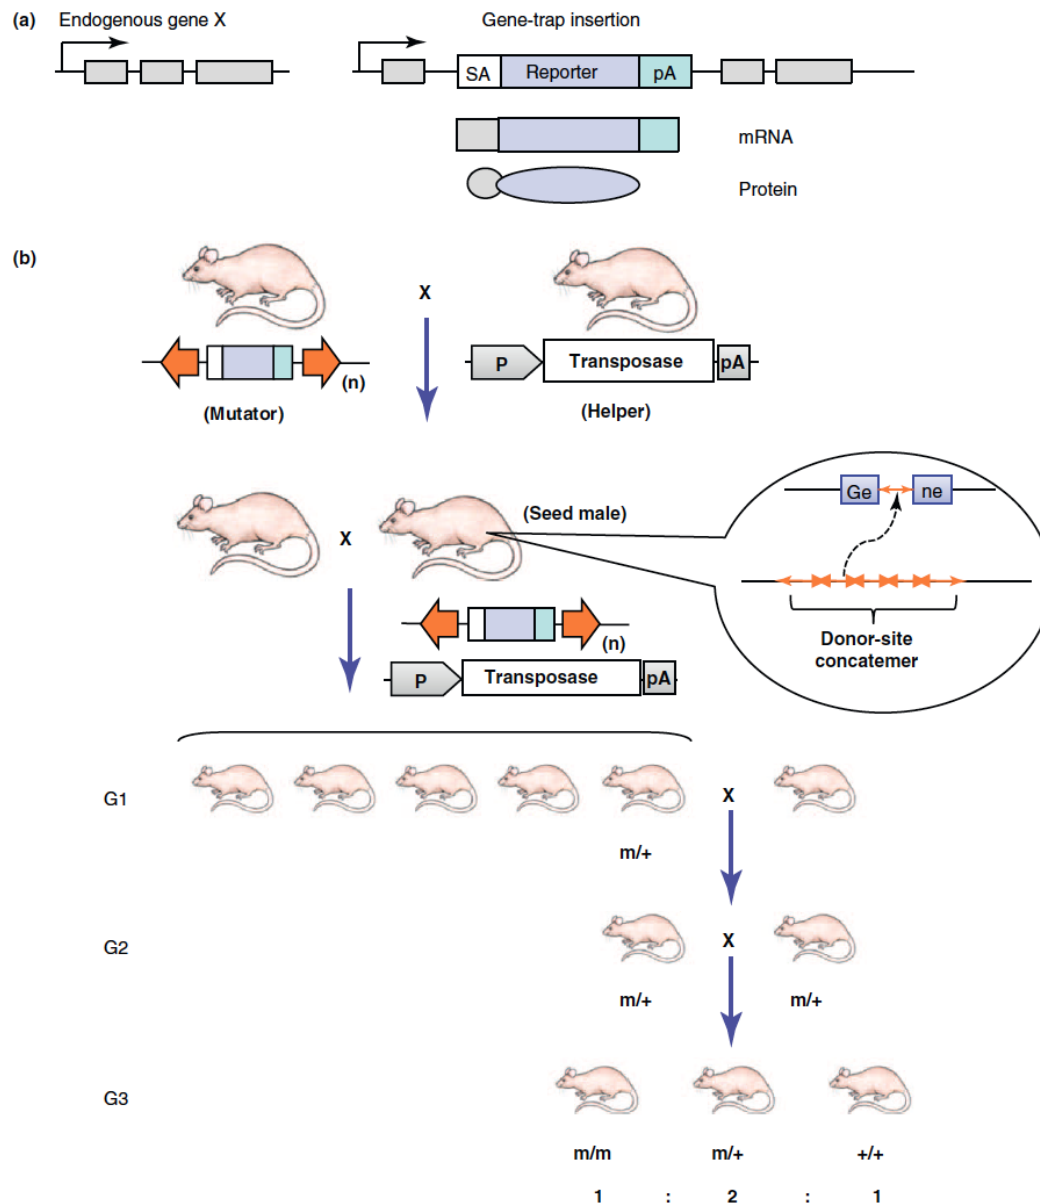 (a) Endogenous gene X Gene-trap insertion
SA Reporter pA
mRNA
Protein
(b)
X
P Transposase pA
(n)
(Mutator) (Helper)
(Seed male)
X
Ge ne
Donor-site
concatemer
(n)
P Transposase pA
G1 X
m/+
G2 X
m/+ m/+
G3
m/m m/+ +/+
1 : 2 : 1